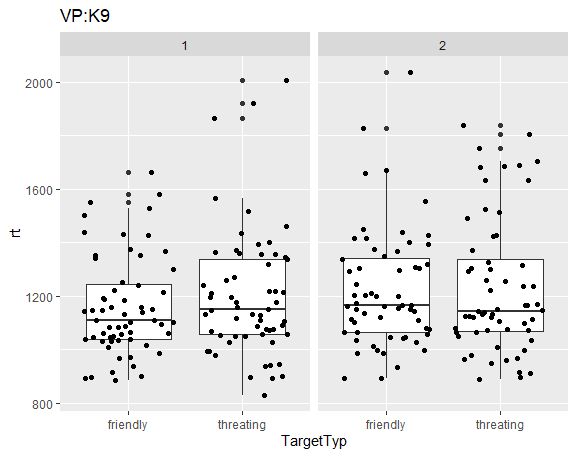 VP:K9
1
2
rt
2000
1600
1200
800
friendly
threating
friendly
threating
TargetTyp